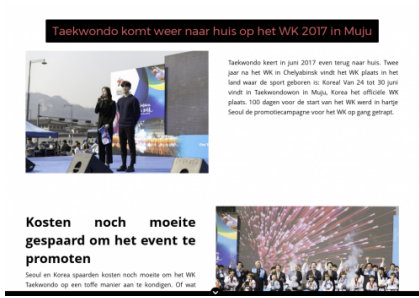 Taekwondo komt weer naar huis op het WK 2017 in Muju
Taekwondo keert in juni 2017 even terug naar huis. Twee
jaar na het WK in Chelyabinsk vindt het WK plaats in het
land waar de sport geboren is: Korea! Van 24 tot 30 juni
vindt in Taekwondowon in Muju, Korea het officiële WK
plaats. 100 dagen voor de start van het WK werd in hartje
Seoul de promotiecampagne voor het WK op gang getrapt.
Kosten noch moeite
gespaard om het event te
promoten
Seoul en Korea spaarden kosten noch moeite om het WK
Taekwondo op een toffe manier aan te kondigen. Of wat